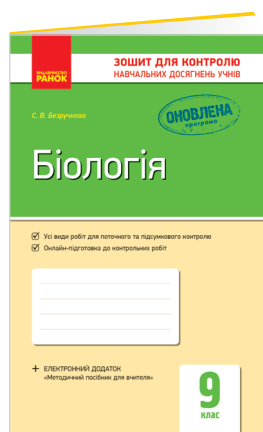 ВИДАВНИЦТВО
РАНОК
ЗОШИТ ДЛЯ КОНТРОЛЮ
НАВЧАЛЬНИХ ДОСЯГНЕНЬ УЧНІВ
С. В. Безручкова
ОНОВЛЕНА
програма
Біологія
Усі види робіт для поточного та підсумкового контролю
Онлайн-підготовка до контрольних робіт
+ ЕЛЕКТРОННИЙ ДОДАТОК
«Методичний посібник для вчителя»
9
клас